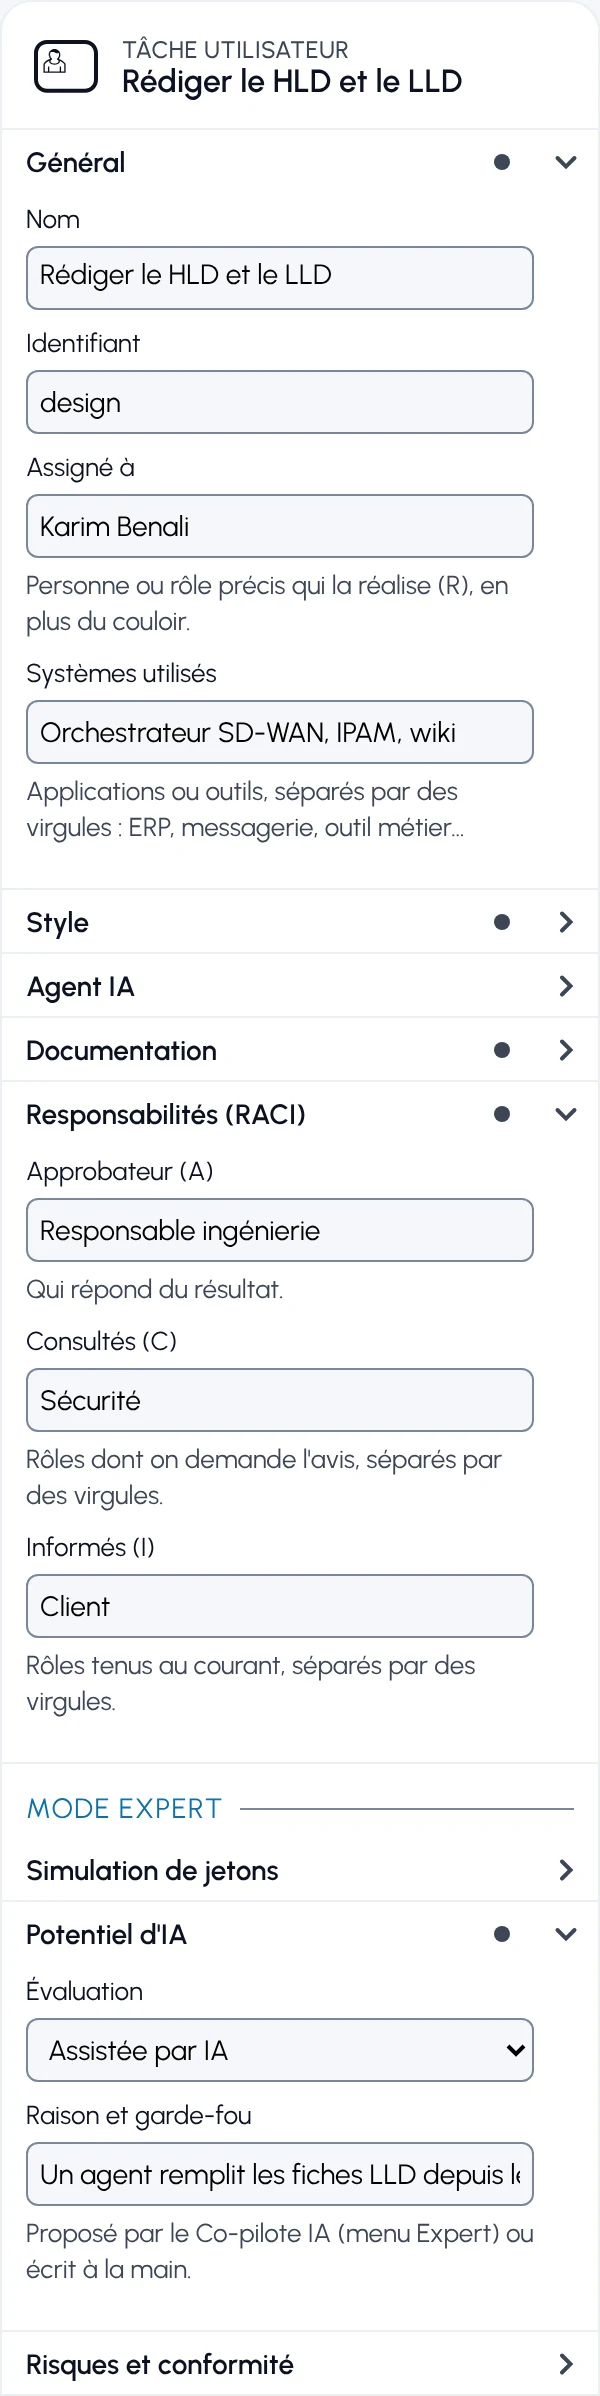 TÂCHE UTILISATEUR
Rédiger le HLD et le LLD
Général
Nom
Rédiger le HLD et le LLD
Identifiant
design
Assigné à
Karim Benali
Personne ou rôle précis qui la réalise (R), en
plus du couloir.
Systèmes utilisés
Orchestrateur SD-WAN, IPAM, wiki
Applications ou outils, séparés par des
virgules : ERP, messagerie, outil métier...
Style
Agent IA
Documentation
Responsabilités (RACI)
Approbateur (A)
Responsable ingénierie
Qui répond du résultat.
Consultés (C)
Sécurité
Rôles dont on demande l'avis, séparés par
des virgules.
Informés (I)
Client
Rôles tenus au courant, séparés par des
virgules.
MODE EXPERT
Simulation de jetons
Potentiel d'IA
Évaluation
Assistée par IA
Raison et garde-fou
Un agent remplit les fiches LLD depuis
Proposé par le Co-pilote IA (menu Expert) ou
écrit à la main.
Risques et conformité